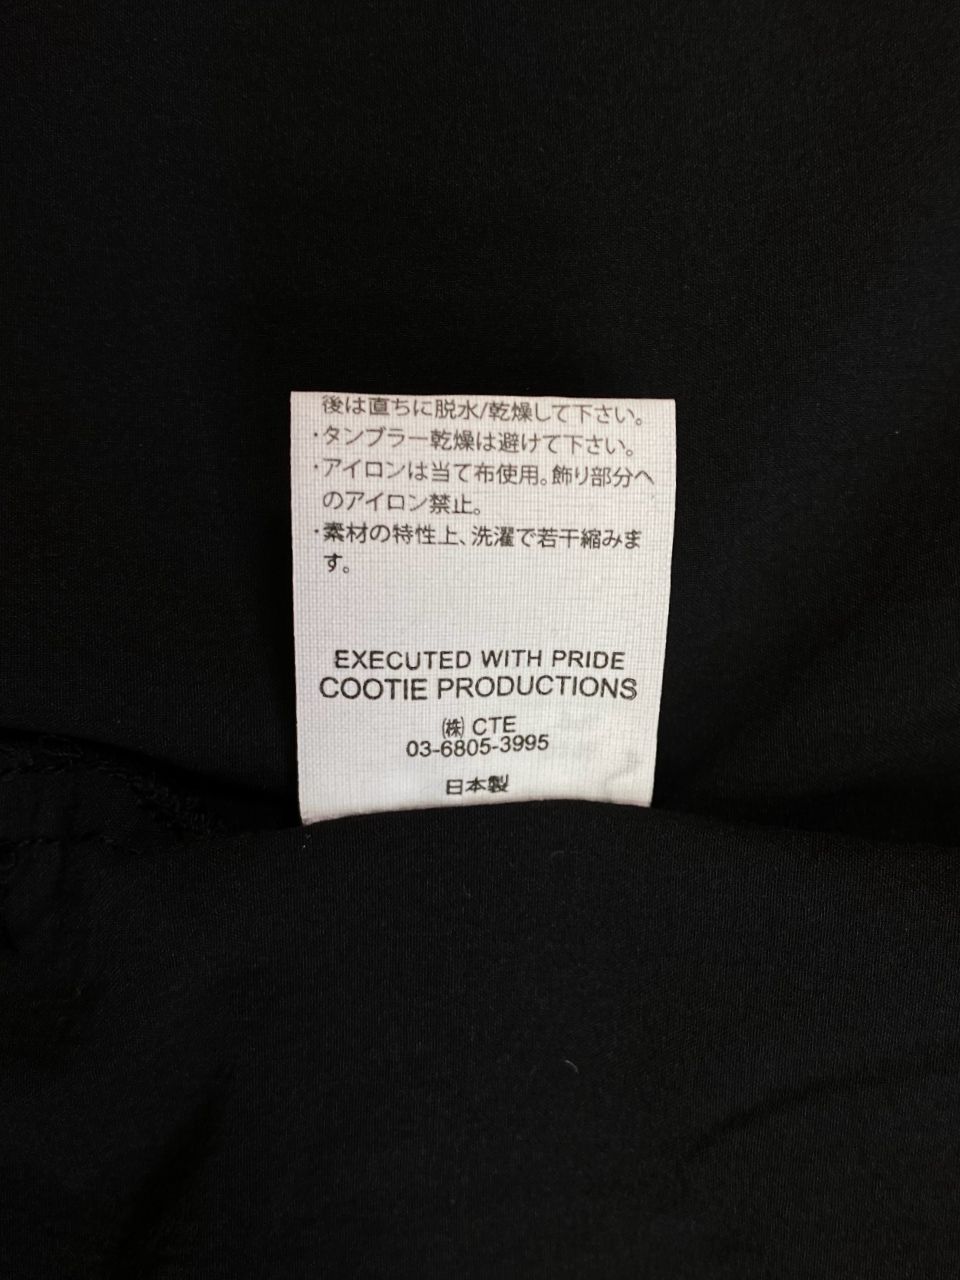 後は直ちに脱水/乾燥して下さい。
・タンブラー乾燥は避けて下さい。
・アイロンは当て布使用。飾り部分へ
のアイロン禁止。
・素材の特性上、洗濯で若干縮みま
す。
EXECUTED WITH PRIDE
COOTIE PRODUCTIONS
㈱ CTE
03-6805-3995
日本製